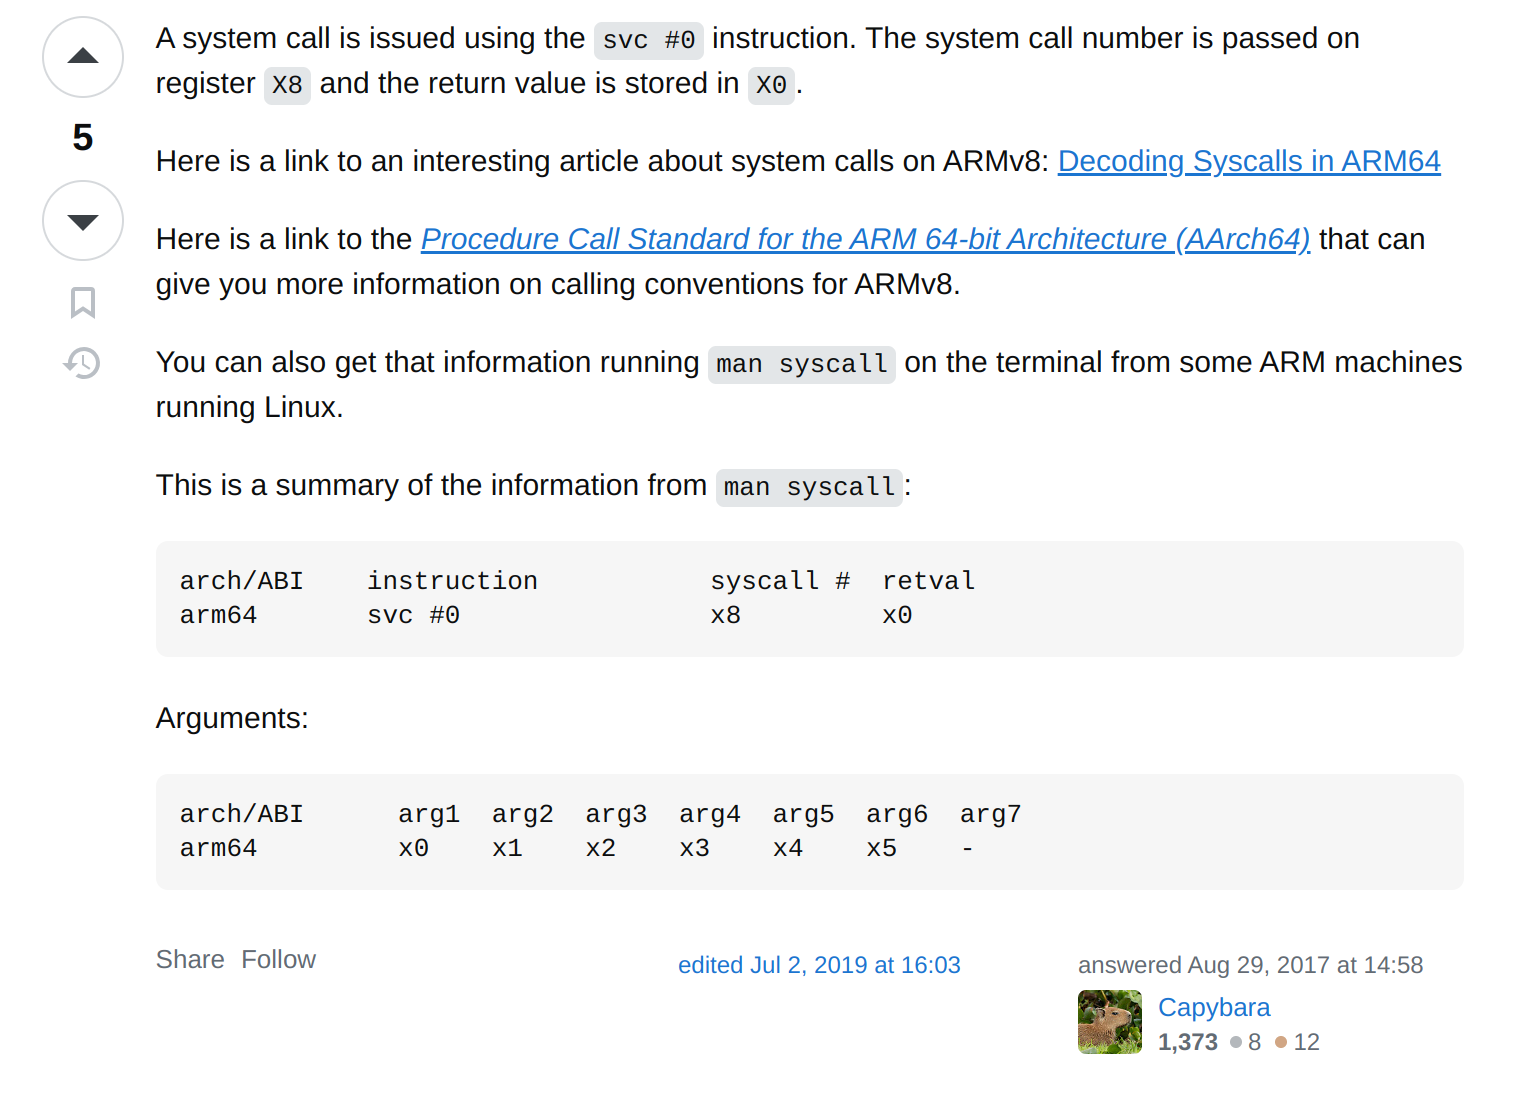 A system call is issued using the svc #0 instruction. The system call number is passed on
register X8 and the return value is stored in X0.
5
Here is a link to an interesting article about system calls on ARMv8: Decoding Syscalls in ARM64
Here is a link to the Procedure Call Standard for the ARM 64-bit Architecture (AArch64) that can
give you more information on calling conventions for ARMv8.
You can also get that information running man syscall on the terminal from some ARM machines
running Linux.
This is a summary of the information from man syscall:
arch/ABI    instruction           syscall #  retval
arm64       svc #0                x8         x0
Arguments:
arch/ABI      arg1  arg2  arg3  arg4  arg5  arg6  arg7
arm64         x0    x1    x2    x3    x4    x5    -
Share Follow
edited Jul 2, 2019 at 16:03
answered Aug 29, 2017 at 14:58
Capybara
1,373 8 12